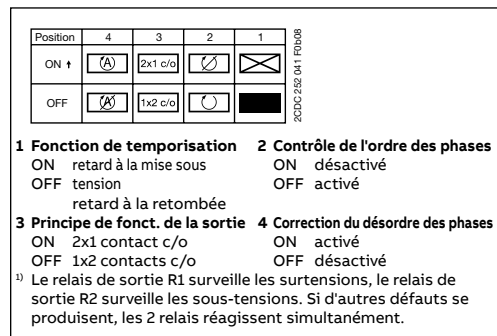 Position 4 3 2 1
ON ↑ (A) 2x1 c/o
OFF (A) 1x2 c/o
2CDC 252 041 F0b08
1 Fonction de temporisation
ON retard à la mise sous
OFF tension
retard à la retombée
2 Contrôle de l'ordre des phases
ON désactivé
OFF activé
3 Principe de fonct. de la sortie
ON 2x1 contact c/o
OFF 1x2 contacts c/o
4 Correction du désordre des phases
ON activé
OFF désactivé
1) Le relais de sortie R1 surveille les surtensions, le relais de
sortie R2 surveille les sous-tensions. Si d'autres défauts se
produisent, les 2 relais réagissent simultanément.